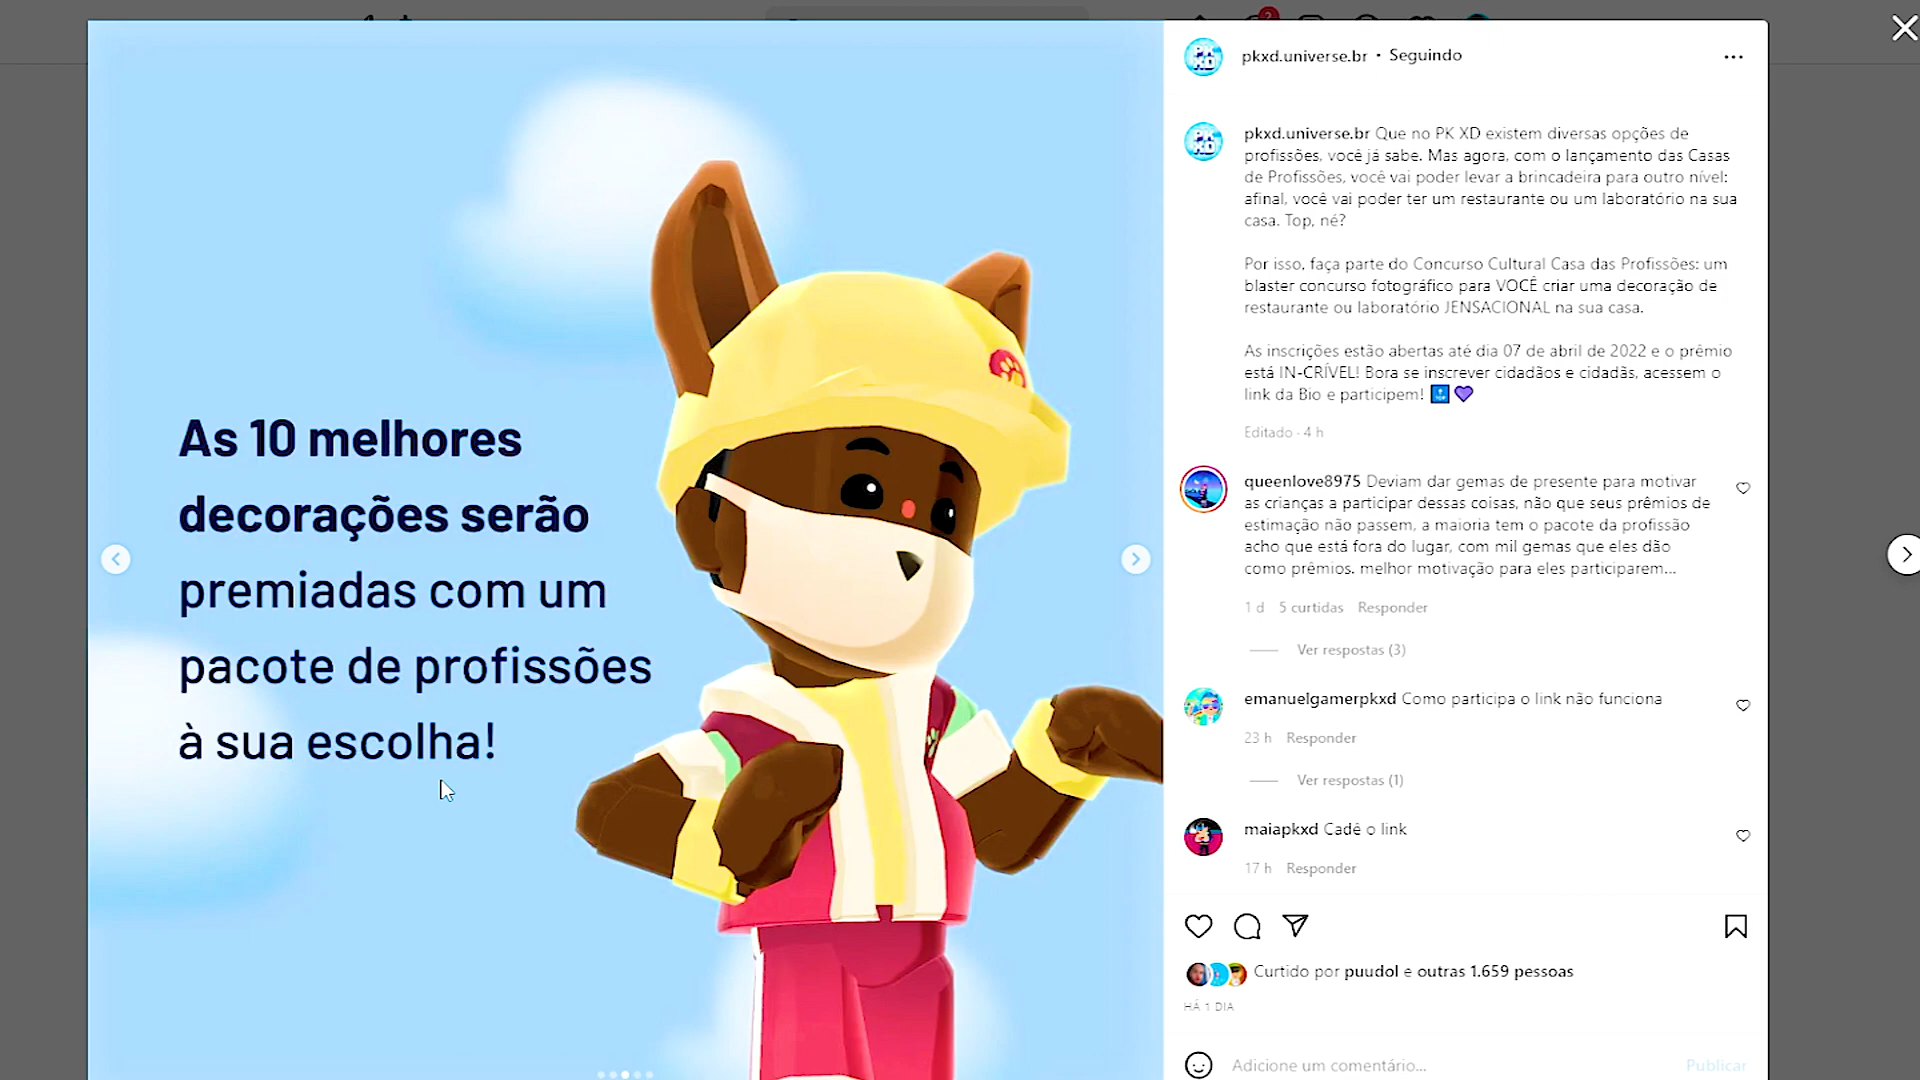 2
As 10 melhores
decorações serão
premiadas com um
pacote de profissões
à sua escolha!
pkxd.universe.br • Seguindo
pkxd.universe.br Que no PK XD existem diversas opções de
profissões, você já sabe. Mas agora, com o lançamento das Casas
de Profissões, você vai poder levar a brincadeira para outro nível:
afinal, você vai poder ter um restaurante ou um laboratório na sua
casa. Top, né?
Por isso, faça parte do Concurso Cultural Casa das Profissões: um
blaster concurso fotográfico para VOCÊ criar uma decoração de
restaurante ou laboratório JENSACIONAL na sua casa.
As inscrições estão abertas até dia 07 de abril de 2022 e o prêmio
está IN-CRÍVEL! Bora se inscrever cidadãos e cidadãs, acessem o
link da Bio e participem!
Editado · 4 h
queenlove8975 Deviam dar gemas de presente para motivar
as crianças a participar dessas coisas, não que seus prêmios de
estimação não passem, a maioria tem o pacote da profissão
acho que está fora do lugar, com mil gemas que eles dão
como prêmios. melhor motivação para eles participarem...
1 d 5 curtidas Responder
Ver respostas (3)
emanuelgamerpkxd Como participa o link não funciona
23 h Responder
Ver respostas (1)
maiapkxd Cadê o link
17 h Responder
Curtido por puudol e outras 1.659 pessoas
HÁ 1 DIA
Adicione um comentário...
Publicar